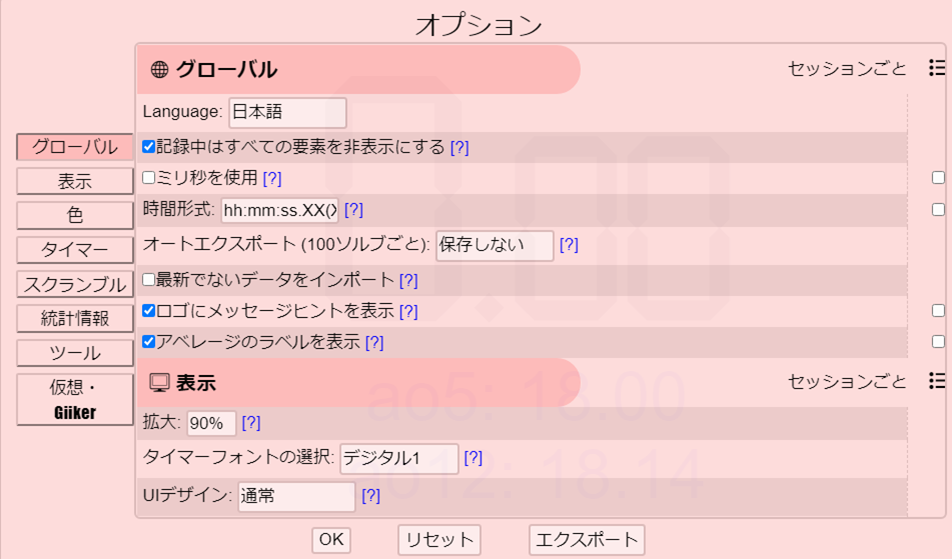 オプション
グローバル
セッションごと
Language: 日本語
グローバル
記録中はすべての要素を非表示にする [?]
表示
ミリ秒を使用 [?]
色
時間形式: hh:mm:ss.XX(X [?]
タイマー
オートエクスポート (100ソルブごと): 保存しない [?]
スクランブル
最新でないデータをインポート [?]
統計情報
ロゴにメッセージヒントを表示 [?]
ツール
アベレージのラベルを表示 [?]
仮想・
Giiker
表示
セッションごと
0.00
ao5: 18.00
拡大: 90% [?]
タイマーフォントの選択: デジタル1 [?]
ao12: 18.14
UIデザイン: 通常 [?]
OK
リセット
エクスポート